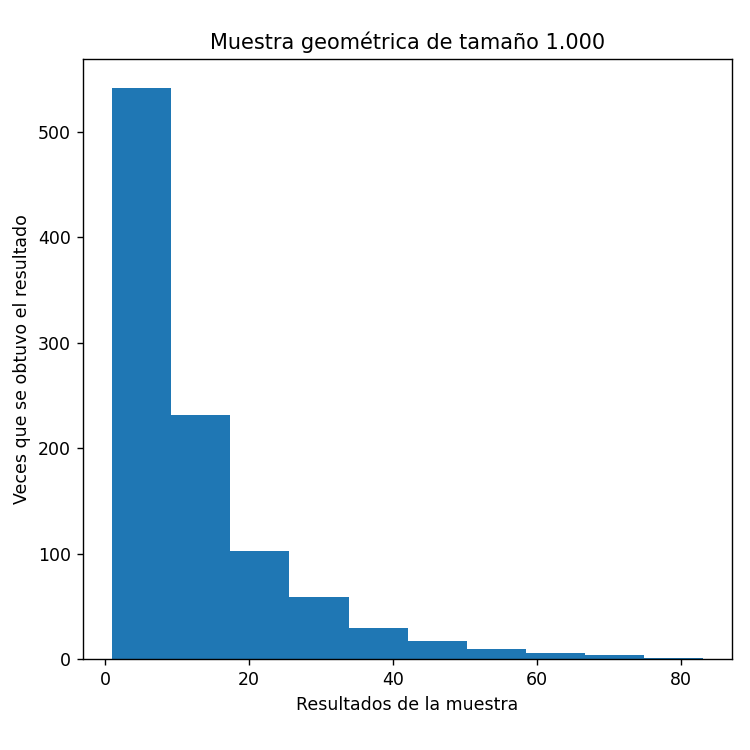 Muestra geométrica de tamaño 1.000
Veces que se obtuvo el resultado
500
400
300
200
100
0
0 20 40 60 80
Resultados de la muestra